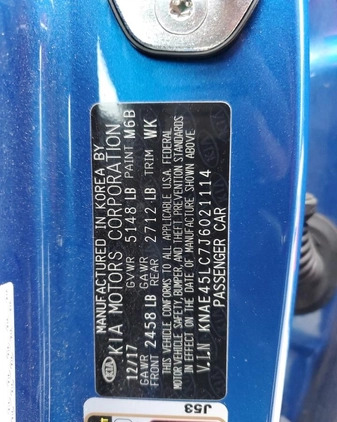 MANUFACTURED IN KOREA BY
KIA KIA MOTORS CORPORATION
12/17 GVWR 5148 LB PAINT M6B
GAWR FRONT 2458 LB GAWR REAR 2712 LB TRIM WK
THIS VEHICLE CONFORMS TO ALL APPLICABLE U.S.A. FEDERAL
MOTOR VEHICLE SAFETY, BUMPER, AND THEFT PREVENTION STANDARDS
IN EFFECT ON THE DATE OF MANUFACTURE SHOWN ABOVE
V.I.N KNAE45LC7J6021114
PASSENGER CAR
J53